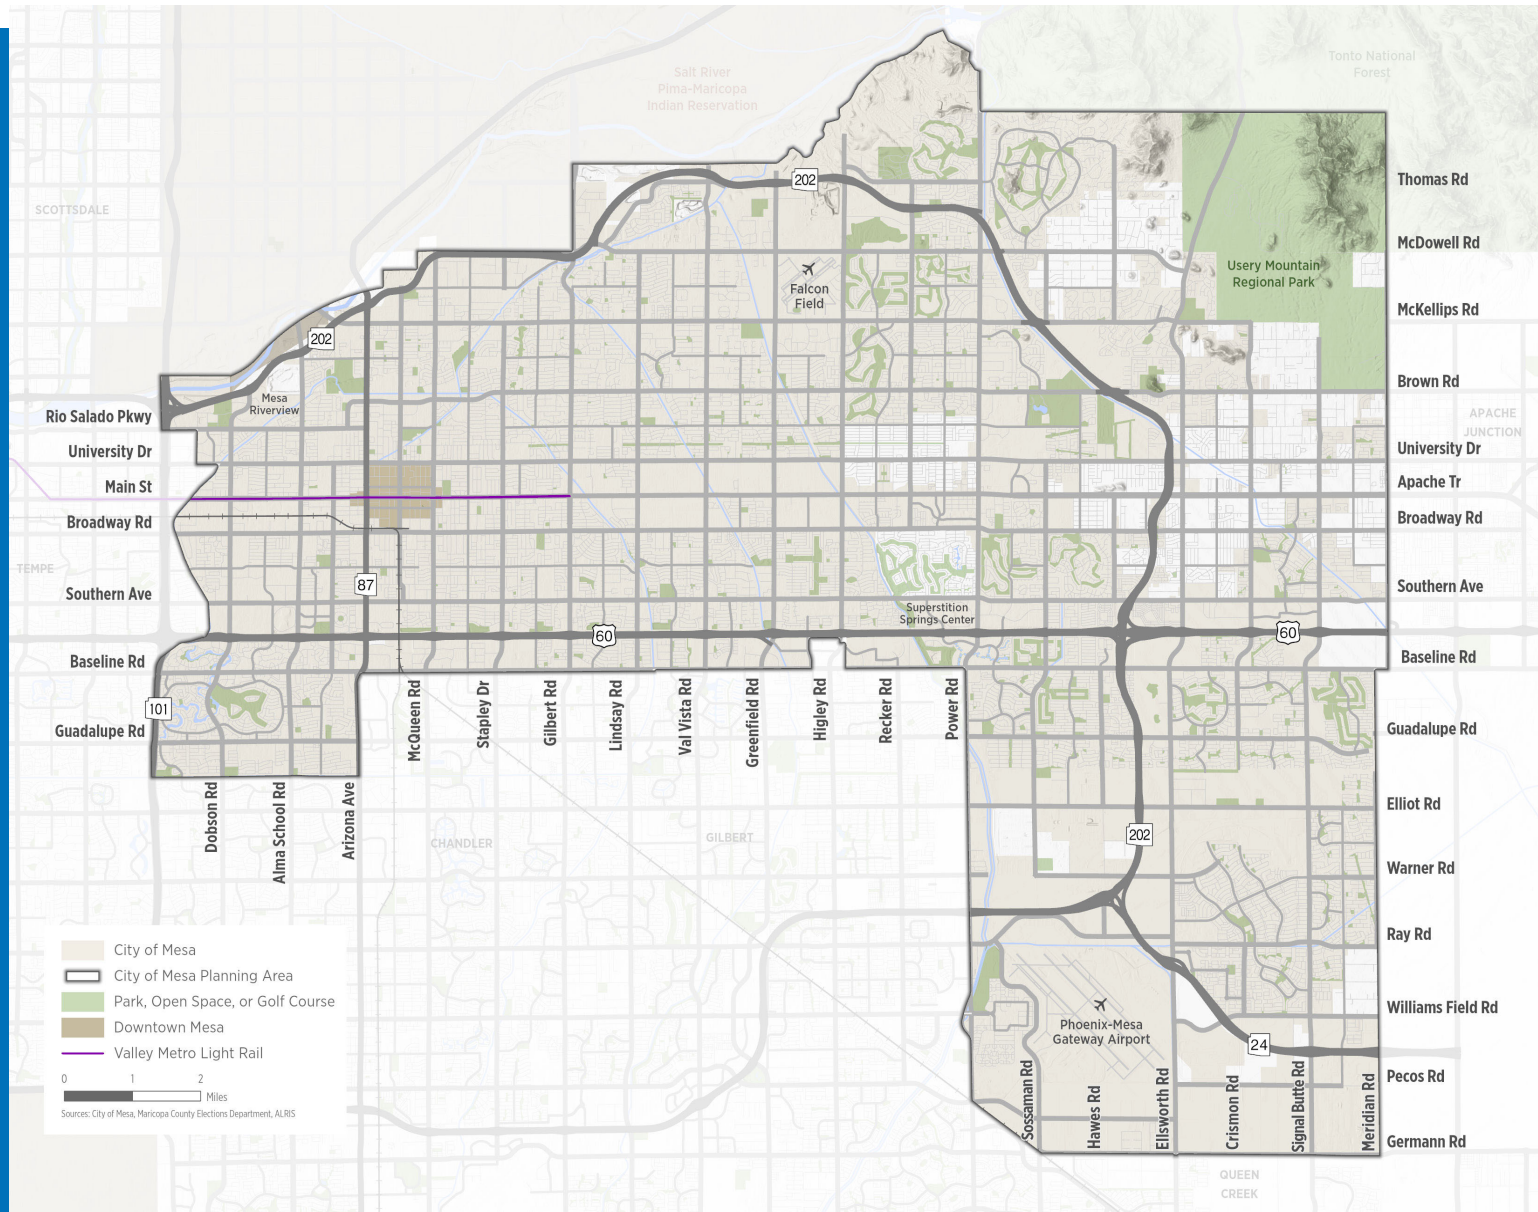 Tonto National
Forest
Salt River
Pima-Maricopa
Indian Reservation
SCOTTSDALE
202
Thomas Rd
McDowell Rd
Usery Mountain
Regional Park
Falcon
Field
McKellips Rd
202
Brown Rd
Mesa
Riverview
Rio Salado Pkwy
APACHE
JUNCTION
University Dr
University Dr
Main St
Apache Tr
Broadway Rd
Broadway Rd
TEMPE
87
Southern Ave
Southern Ave
Superstition
Springs Center
60
60
Baseline Rd
Baseline Rd
101
Guadalupe Rd
Guadalupe Rd
McQueen Rd
Stapley Dr
Gilbert Rd
Lindsay Rd
Val Vista Rd
Greenfield Rd
Higley Rd
Recker Rd
Power Rd
Dobson Rd
Alma School Rd
Arizona Ave
Elliot Rd
CHANDLER
GILBERT
202
Warner Rd
Ray Rd
Williams Field Rd
Phoenix-Mesa
Gateway Airport
24
Pecos Rd
Sossaman Rd
Hawes Rd
Ellsworth Rd
Crismon Rd
Signal Butte Rd
Meridian Rd
Germann Rd
QUEEN
CREEK
City of Mesa
City of Mesa Planning Area
Park, Open Space, or Golf Course
Downtown Mesa
Valley Metro Light Rail
0 1 2
Miles
Sources: City of Mesa, Maricopa County Elections Department, ALRIS